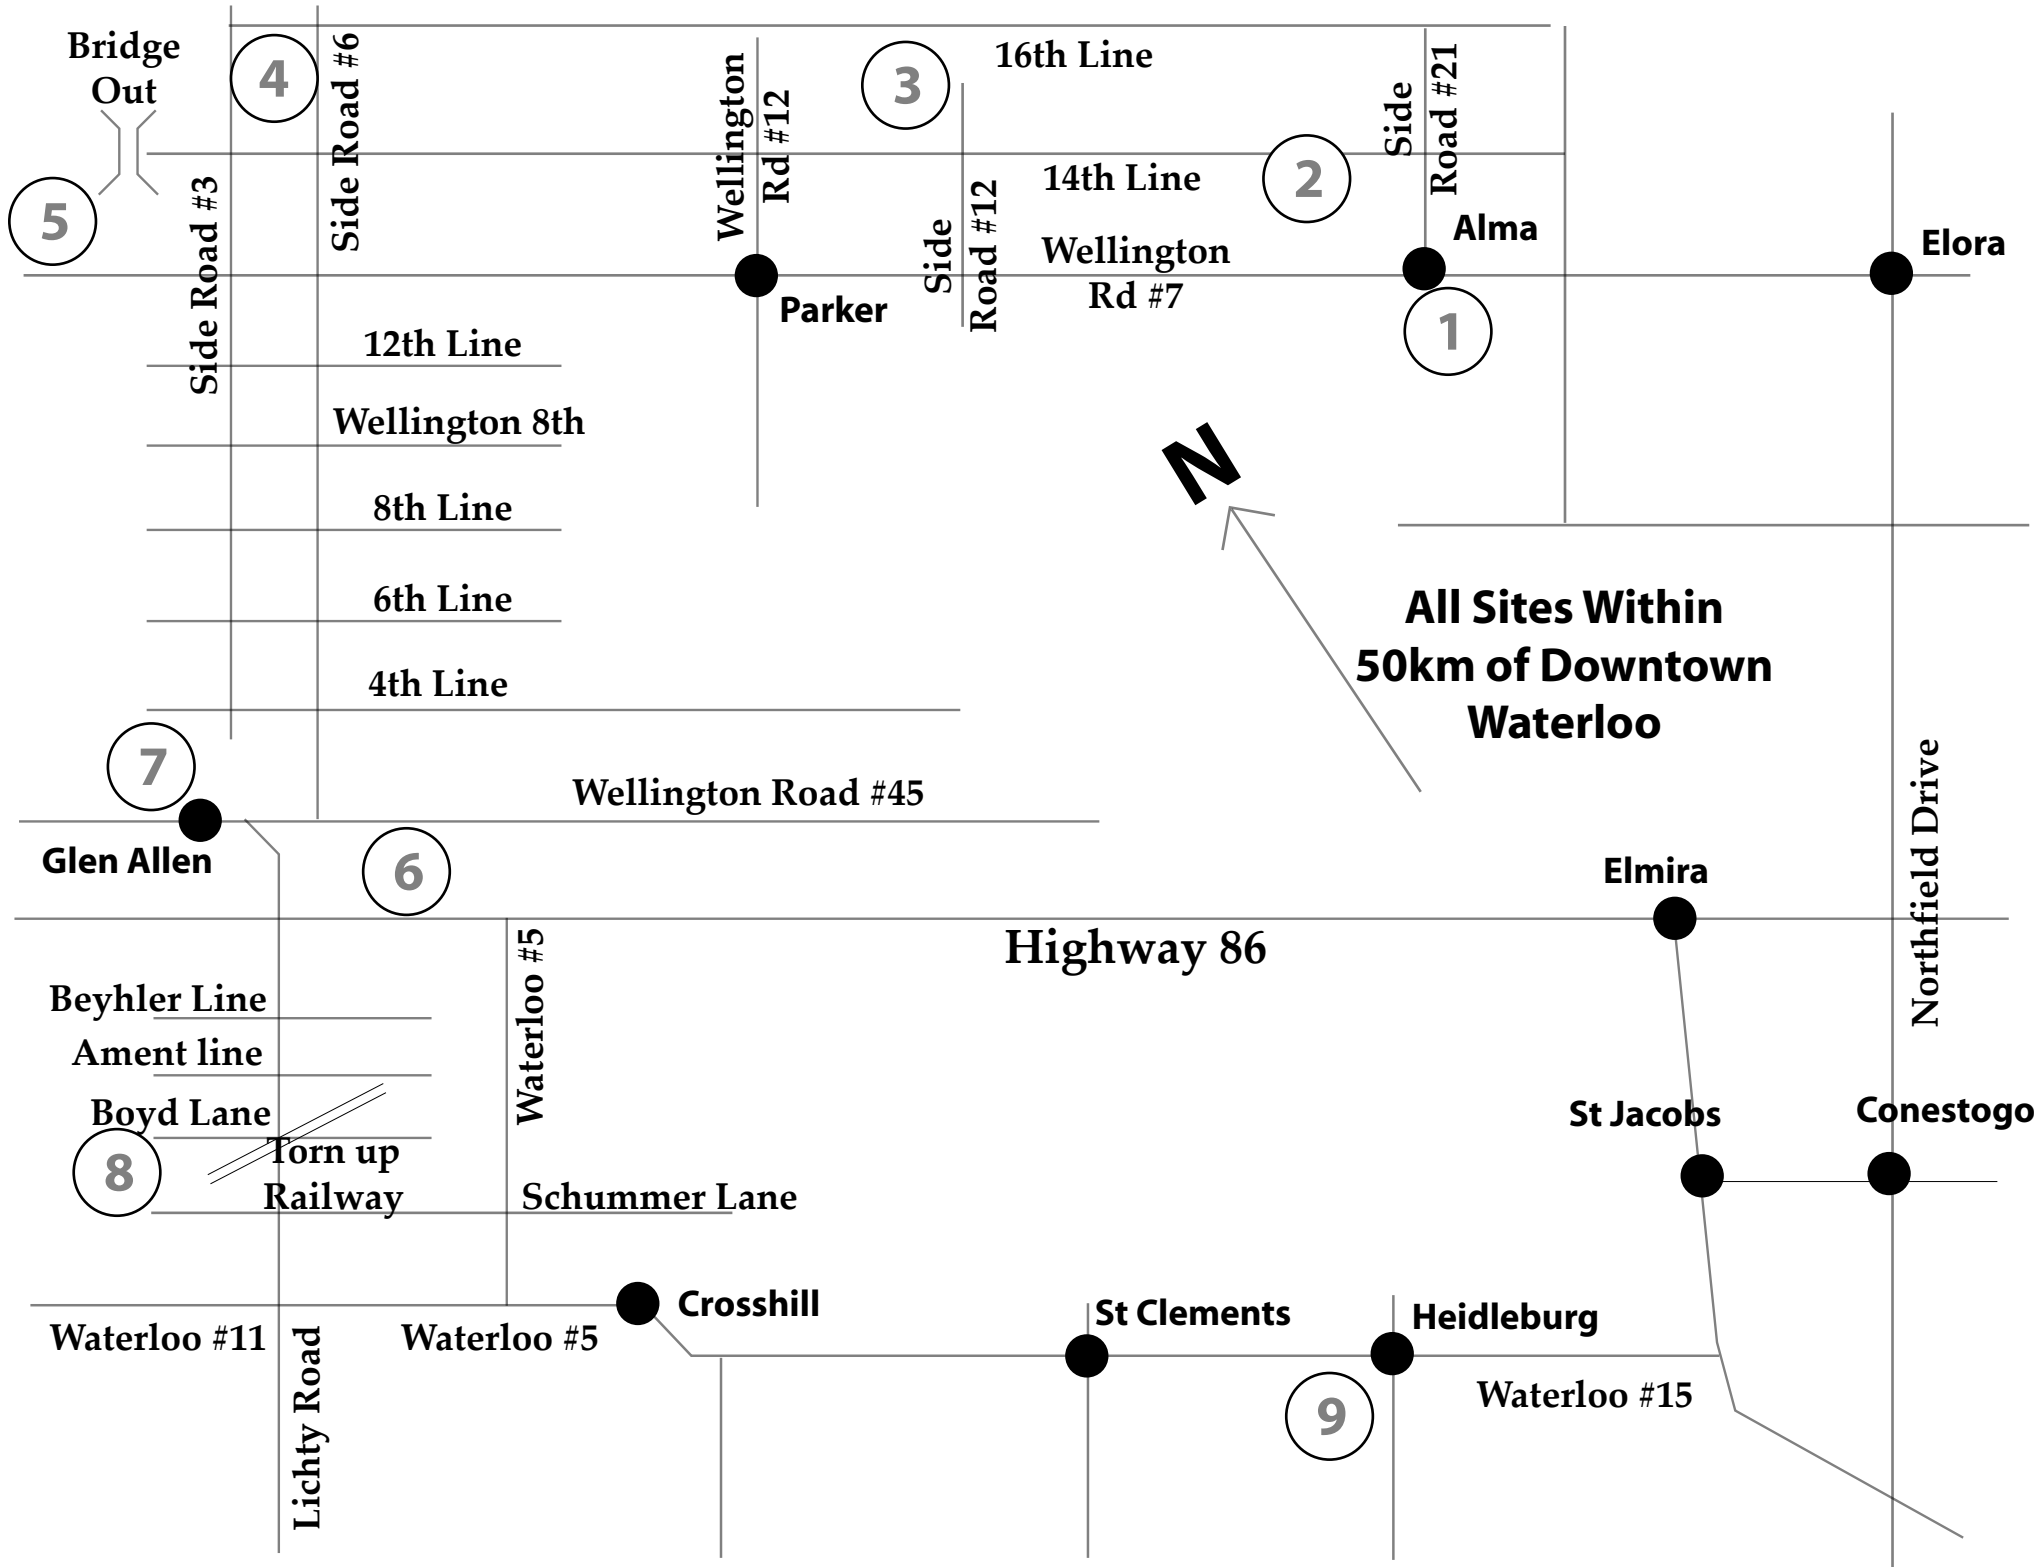 Bridge
Out
4
Side Road #6
Wellington
Rd #12
3
16th Line
Side
Road #21
5
Side Road #3
14th Line
2
Side
Road #12
Wellington
Rd #7
Alma
Elora
Parker
1
12th Line
Wellington 8th
N
8th Line
6th Line
All Sites Within
50km of Downtown
Waterloo
4th Line
7
Wellington Road #45
Northfield Drive
Glen Allen
6
Elmira
Highway 86
Waterloo #5
Beyhler Line
Ament line
Boyd Lane
8
Torn up
Railway
Schummer Lane
St Jacobs
Conestogo
Crosshill
St Clements
Heidleburg
Waterloo #11
Waterloo #5
Lichty Road
9
Waterloo #15